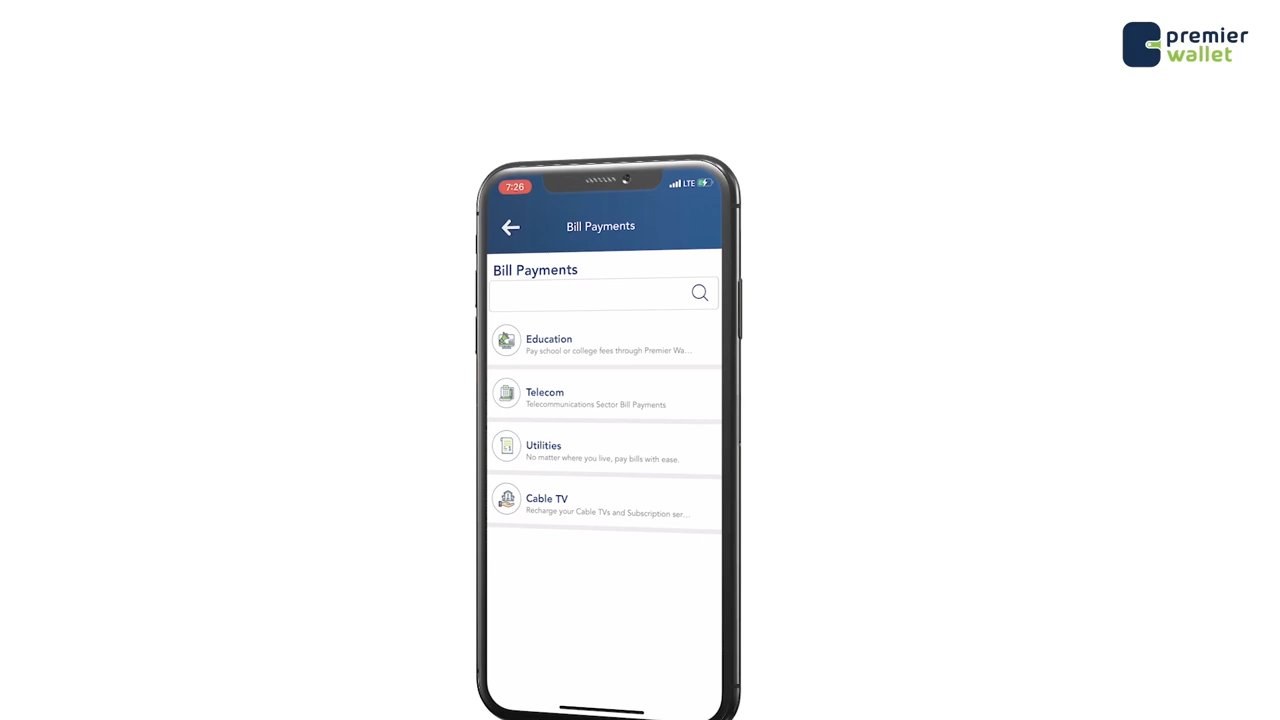 premier
wallet
7:26
LTE
Bill Payments
Bill Payments
Education
Pay school or college fees through Premier Wa...
Telecom
Telecommunications Sector Bill Payments
Utilities
No matter where you live, pay bills with ease.
Cable TV
Recharge your Cable TVs and Subscription ser...